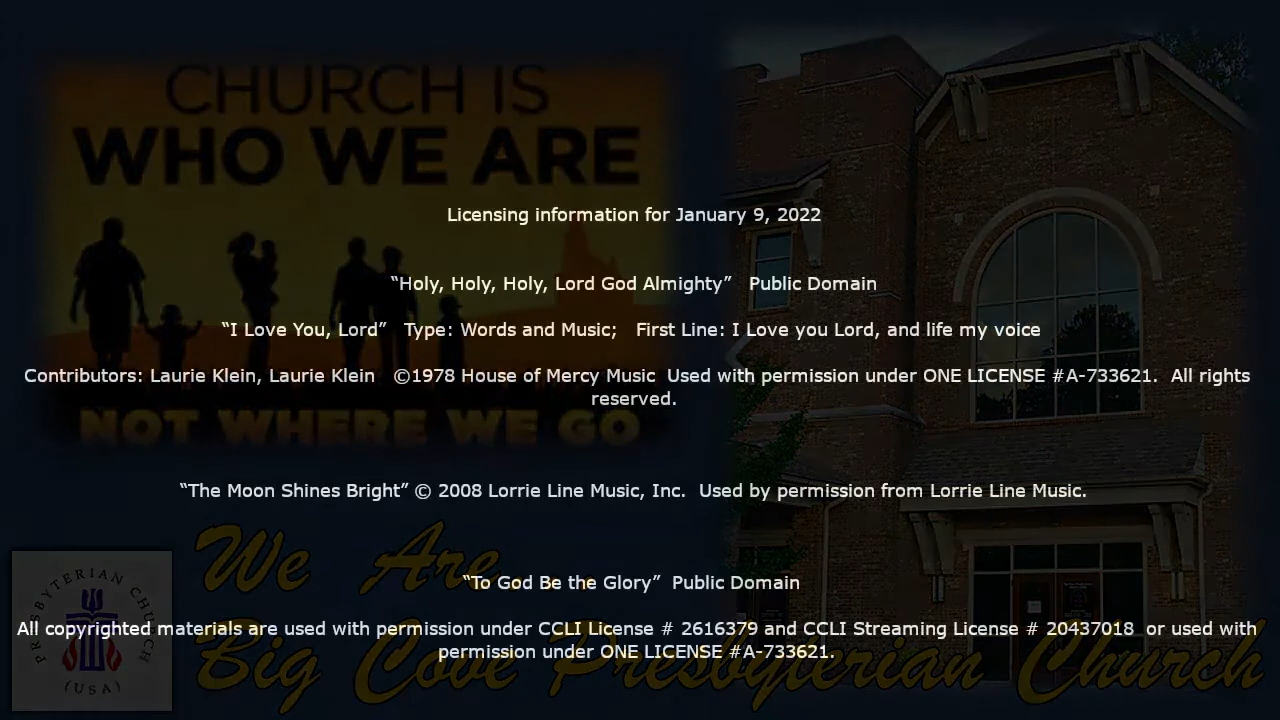 CHURCH IS
WHO WE ARE
Licensing information for January 9, 2022
“Holy, Holy, Holy, Lord God Almighty”   Public Domain
“I Love You, Lord”   Type: Words and Music;   First Line: I Love you Lord, and life my voice
Contributors: Laurie Klein, Laurie Klein   ©1978 House of Mercy Music  Used with permission under ONE LICENSE #A-733621.  All rights
reserved.
NOT WHERE WE GO
“The Moon Shines Bright” © 2008 Lorrie Line Music, Inc.  Used by permission from Lorrie Line Music.
We Are . . .
“To God Be the Glory”  Public Domain
All copyrighted materials are used with permission under CCLI License # 2616379 and CCLI Streaming License # 20437018  or used with
permission under ONE LICENSE #A-733621.
Big Cove Presbyterian Church
PRESBYTERIAN CHURCH
(USA)